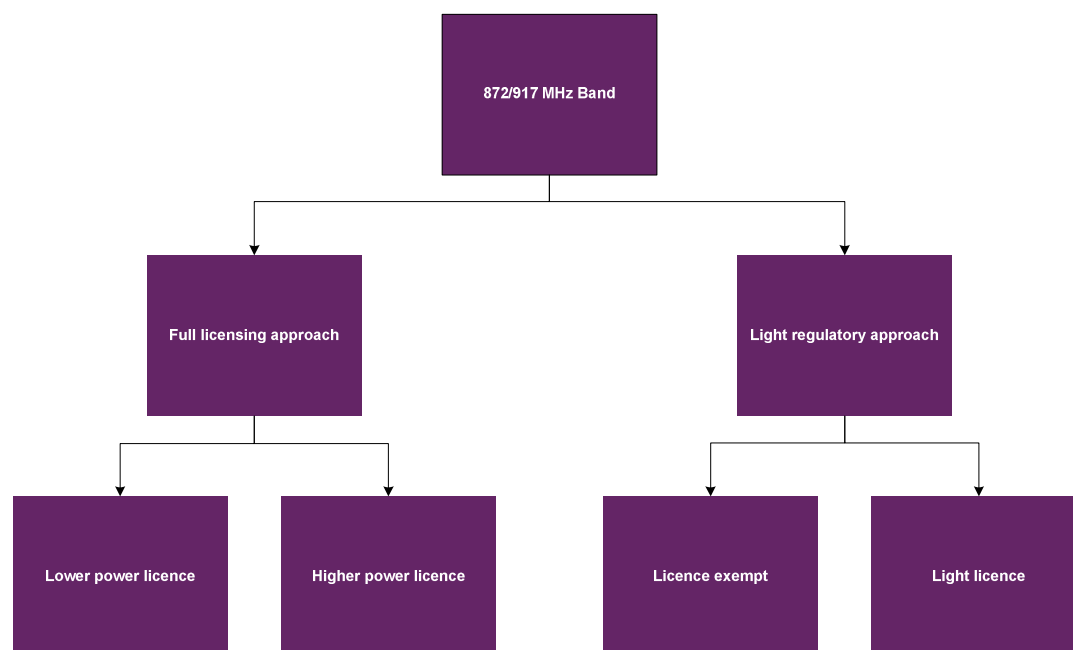 872/917 MHz Band
Full licensing approach
Light regulatory approach
Lower power licence
Higher power licence
Licence exempt
Light licence